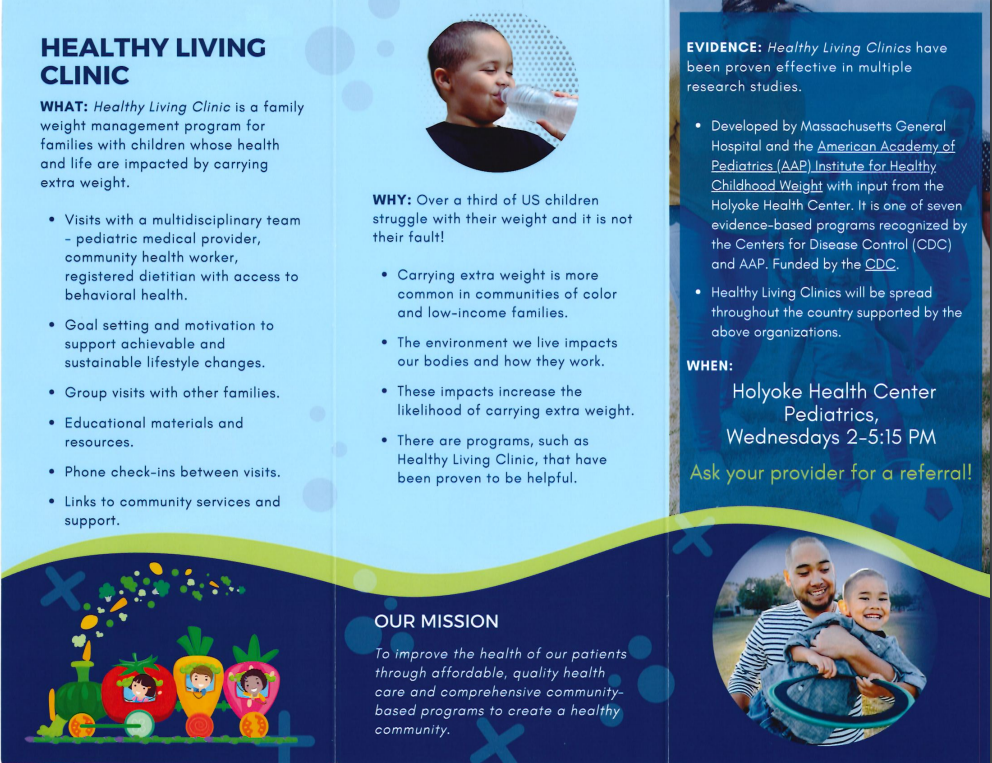 HEALTHY LIVING
CLINIC
WHAT: Healthy Living Clinic is a family
weight management program for
families with children whose health
and life are impacted by carrying
extra weight.
• Visits with a multidisciplinary team
– pediatric medical provider,
community health worker,
registered dietitian with access to
behavioral health.
• Goal setting and motivation to
support achievable and
sustainable lifestyle changes.
• Group visits with other families.
• Educational materials and
resources.
• Phone check-ins between visits.
• Links to community services and
support.
WHY: Over a third of US children
struggle with their weight and it is not
their fault!
• Carrying extra weight is more
common in communities of color
and low-income families.
• The environment we live impacts
our bodies and how they work.
• These impacts increase the
likelihood of carrying extra weight.
• There are programs, such as
Healthy Living Clinic, that have
been proven to be helpful.
OUR MISSION
To improve the health of our patients
through affordable, quality health
care and comprehensive community-
based programs to create a healthy
community.
EVIDENCE: Healthy Living Clinics have
been proven effective in multiple
research studies.
• Developed by Massachusetts General
Hospital and the American Academy of
Pediatrics (AAP) Institute for Healthy
Childhood Weight with input from the
Holyoke Health Center. It is one of seven
evidence-based programs recognized by
the Centers for Disease Control (CDC)
and AAP. Funded by the CDC.
• Healthy Living Clinics will be spread
throughout the country supported by the
above organizations.
WHEN:
Holyoke Health Center
Pediatrics,
Wednesdays 2-5:15 PM
Ask your provider for a referral!